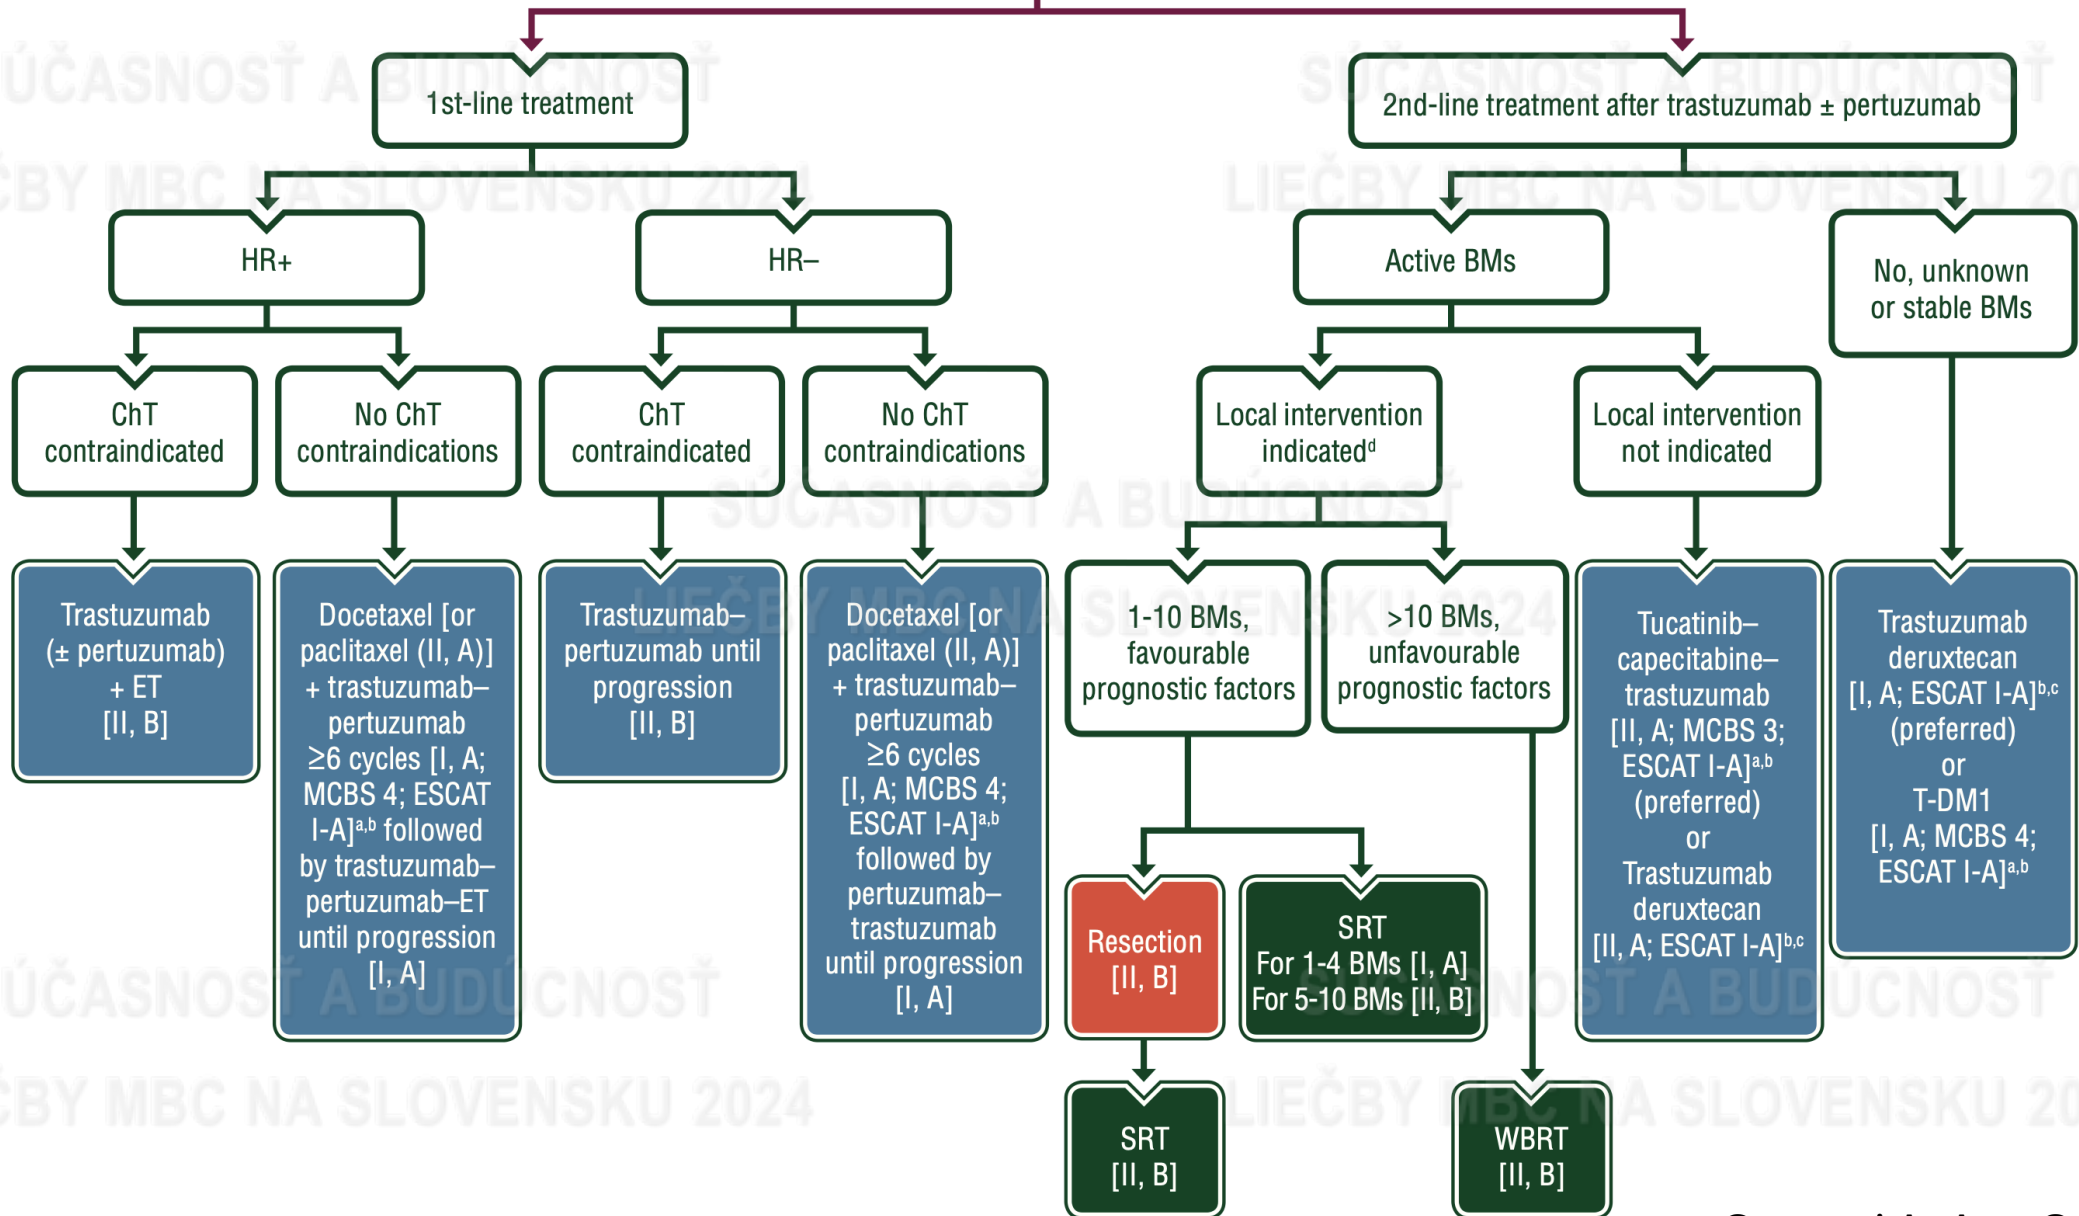 1st-line treatment
2nd-line treatment after trastuzumab ± pertuzumab
HR+
HR–
Active BMs
No, unknown
or stable BMs
ChT
contraindicated
No ChT
contraindications
ChT
contraindicated
No ChT
contraindications
Local intervention
indicatedᵈ
Local intervention
not indicated
Trastuzumab
(± pertuzumab)
+ ET
[II, B]
Docetaxel [or
paclitaxel (II, A)]
+ trastuzumab–
pertuzumab
≥6 cycles [I, A;
MCBS 4; ESCAT
I-A]ᵃ,ᵇ followed
by trastuzumab–
pertuzumab–ET
until progression
[I, A]
Trastuzumab–
pertuzumab until
progression
[II, B]
Docetaxel [or
paclitaxel (II, A)]
+ trastuzumab–
pertuzumab
≥6 cycles
[I, A; MCBS 4;
ESCAT I-A]ᵃ,ᵇ
followed by
pertuzumab–
trastuzumab
until progression
[I, A]
1-10 BMs,
favourable
prognostic factors
>10 BMs,
unfavourable
prognostic factors
Tucatinib–
capecitabine–
trastuzumab
[II, A; MCBS 3;
ESCAT I-A]ᵃ,ᵇ
(preferred)
or
Trastuzumab
deruxtecan
[II, A; ESCAT I-A]ᵇ,ᶜ
Trastuzumab
deruxtecan
[I, A; ESCAT I-A]ᵇ,ᶜ
(preferred)
or
T-DM1
[I, A; MCBS 4;
ESCAT I-A]ᵃ,ᵇ
Resection
[II, B]
SRT
For 1-4 BMs [I, A]
For 5-10 BMs [II, B]
SRT
[II, B]
WBRT
[II, B]
SÚČASNOSŤ A BUDÚCNOSŤ
LIEČBY MBC NA SLOVENSKU 2024